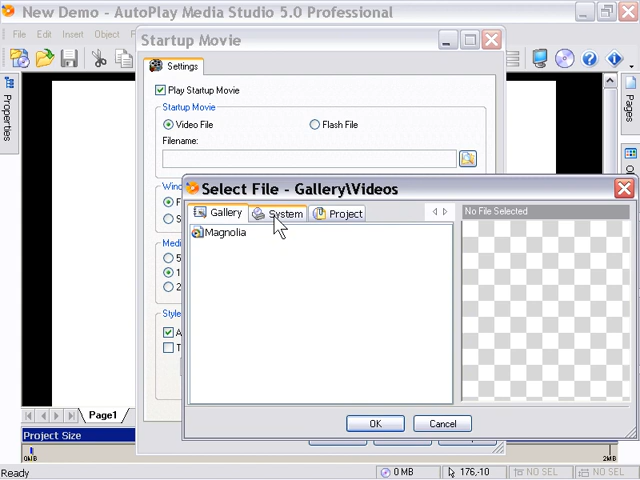 New Demo - AutoPlay Media Studio 5.0 Professional
File Edit Insert Object
Startup Movie
Settings
Play Startup Movie
Startup Movie
Video File
Flash File
Filename:
Properties
Pages
Select File - Gallery\Videos
Gallery
System
Project
No File Selected
Magnolia
OK
Cancel
Page1
Project Size
0MB
2MB
Ready
0 MB
176,-10
NO SEL
NO SEL